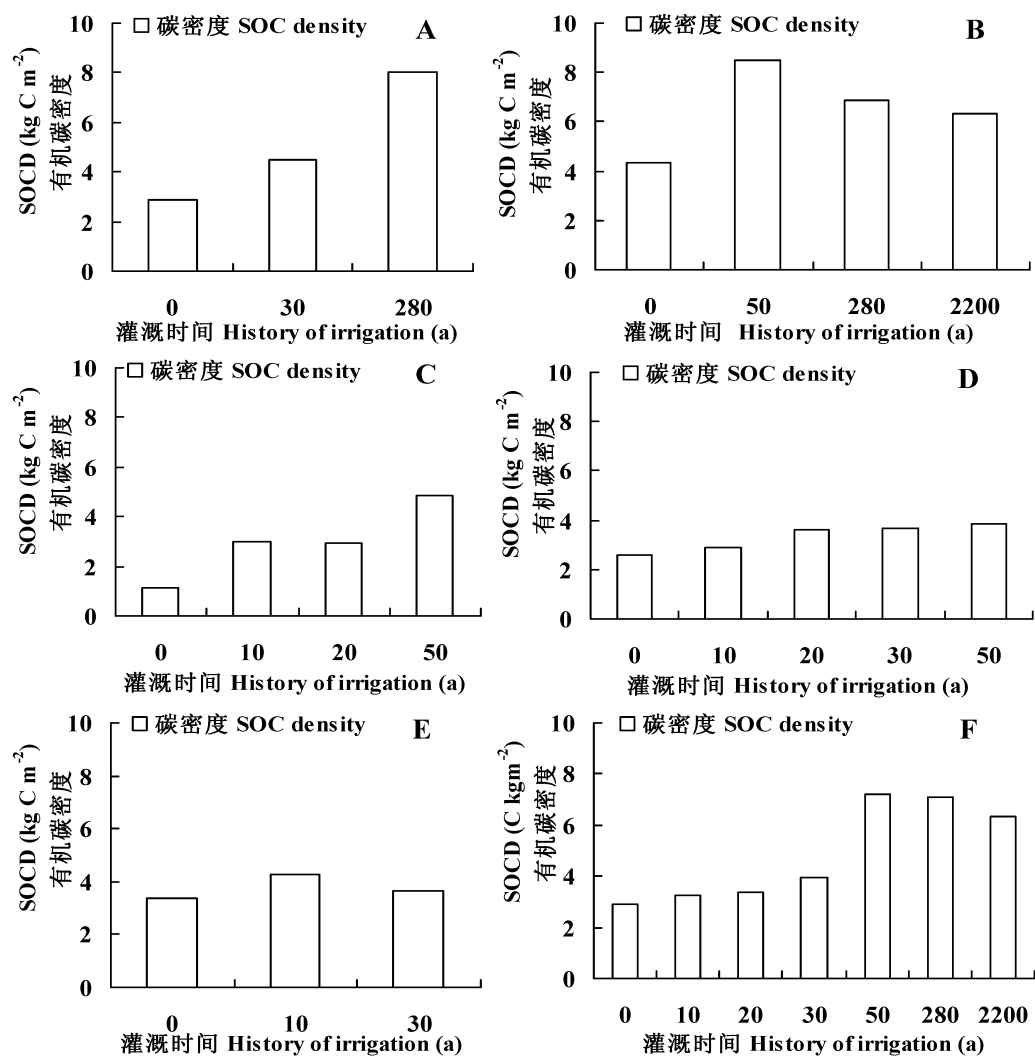 碳密度 SOC density A
SOCD (kg C m-2)
有机碳密度
10
8
6
4
2
0
0 30 280
灌溉时间 History of irrigation (a)
碳密度 SOC density B
SOCD (kg C m-2)
有机碳密度
10
8
6
4
2
0
0 50 280 2200
灌溉时间 History of irrigation (a)
碳密度 SOC density C
SOCD (kg C m-2)
有机碳密度
10
8
6
4
2
0
0 10 20 50
灌溉时间 History of irrigation (a)
碳密度 SOC density D
SOCD (kg C m-2)
有机碳密度
10
8
6
4
2
0
0 10 20 30 50
灌溉时间 History of irrigation (a)
碳密度 SOC density E
SOCD (kg C m-2)
有机碳密度
10
8
6
4
2
0
0 10 30
灌溉时间 History of irrigation (a)
碳密度 SOC density F
SOCD (C kgm-2)
有机碳密度
10
8
6
4
2
0
0 10 20 30 50 280 2200
灌溉时间 History of irrigation (a)